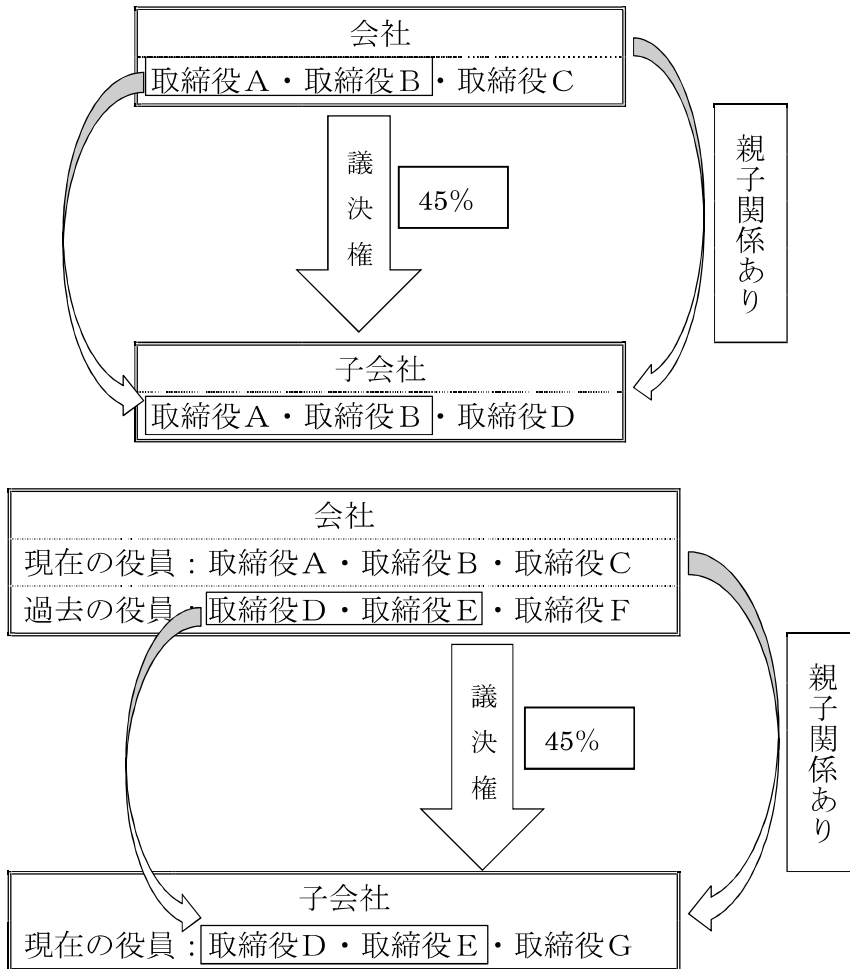 会社
取締役A・取締役B・取締役C
議決権
45%
親子関係あり
子会社
取締役A・取締役B・取締役D
会社
現在の役員：取締役A・取締役B・取締役C
過去の役員：取締役D・取締役E・取締役F
議決権
45%
親子関係あり
子会社
現在の役員：取締役D・取締役E・取締役G